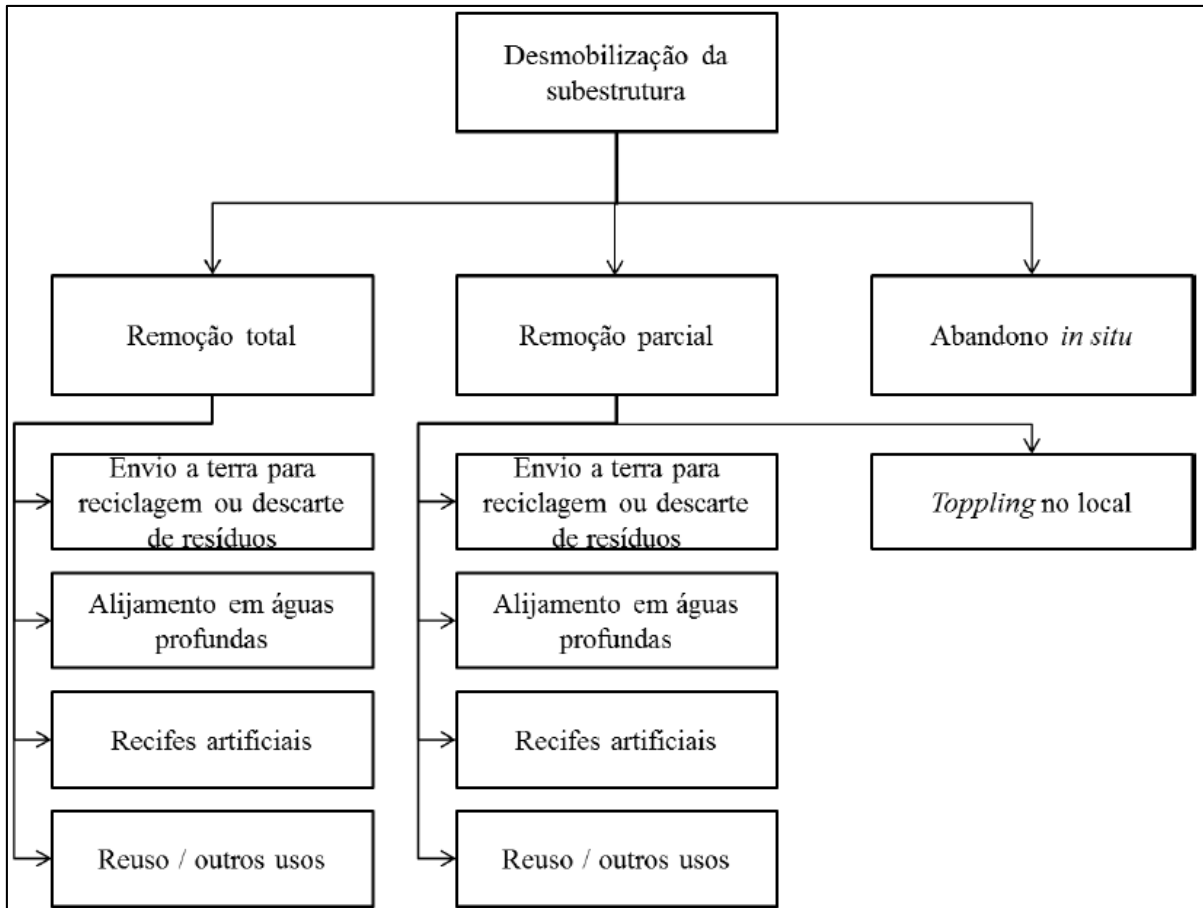 Desmobilização da
subestrutura
Remoção total
Remoção parcial
Abandono in situ
Envio a terra para
reciclagem ou descarte
de resíduos
Envio a terra para
reciclagem ou descarte
de resíduos
Toppling no local
Alijamento em águas
profundas
Alijamento em águas
profundas
Recifes artificiais
Recifes artificiais
Reuso / outros usos
Reuso / outros usos